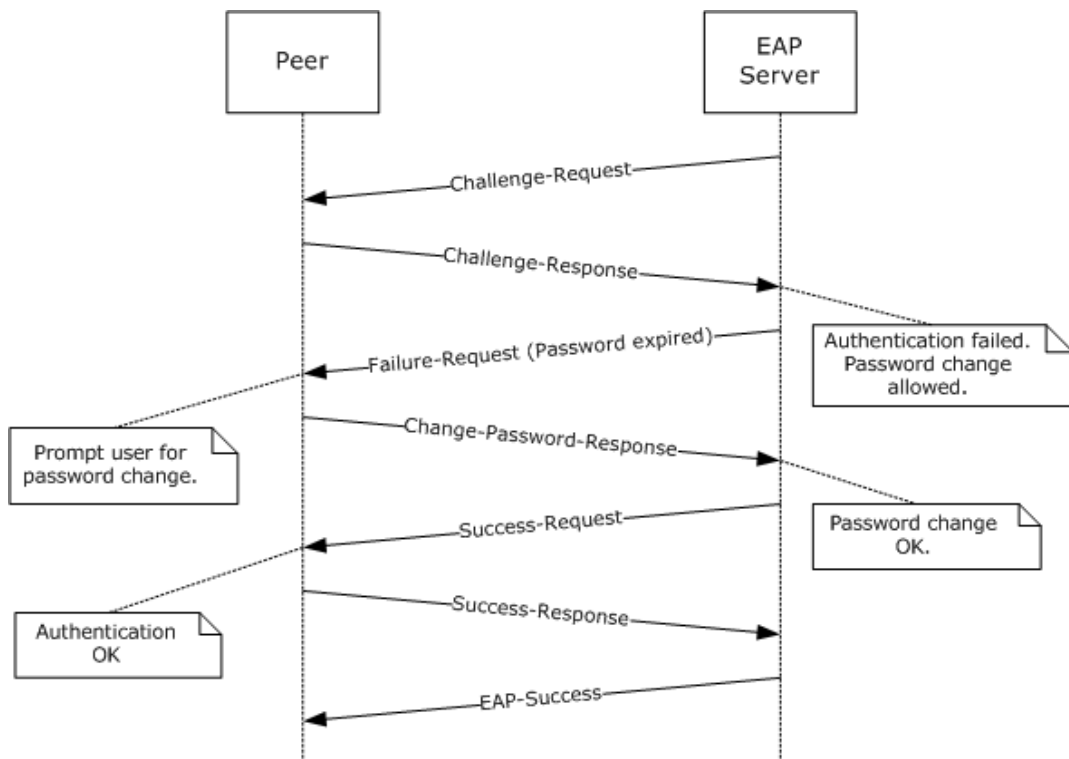 Peer
EAP
Server
Challenge-Request
Challenge-Response
Authentication failed.
Password change
allowed.
Failure-Request (Password expired)
Prompt user for
password change.
Change-Password-Response
Password change
OK.
Success-Request
Authentication
OK
Success-Response
EAP-Success